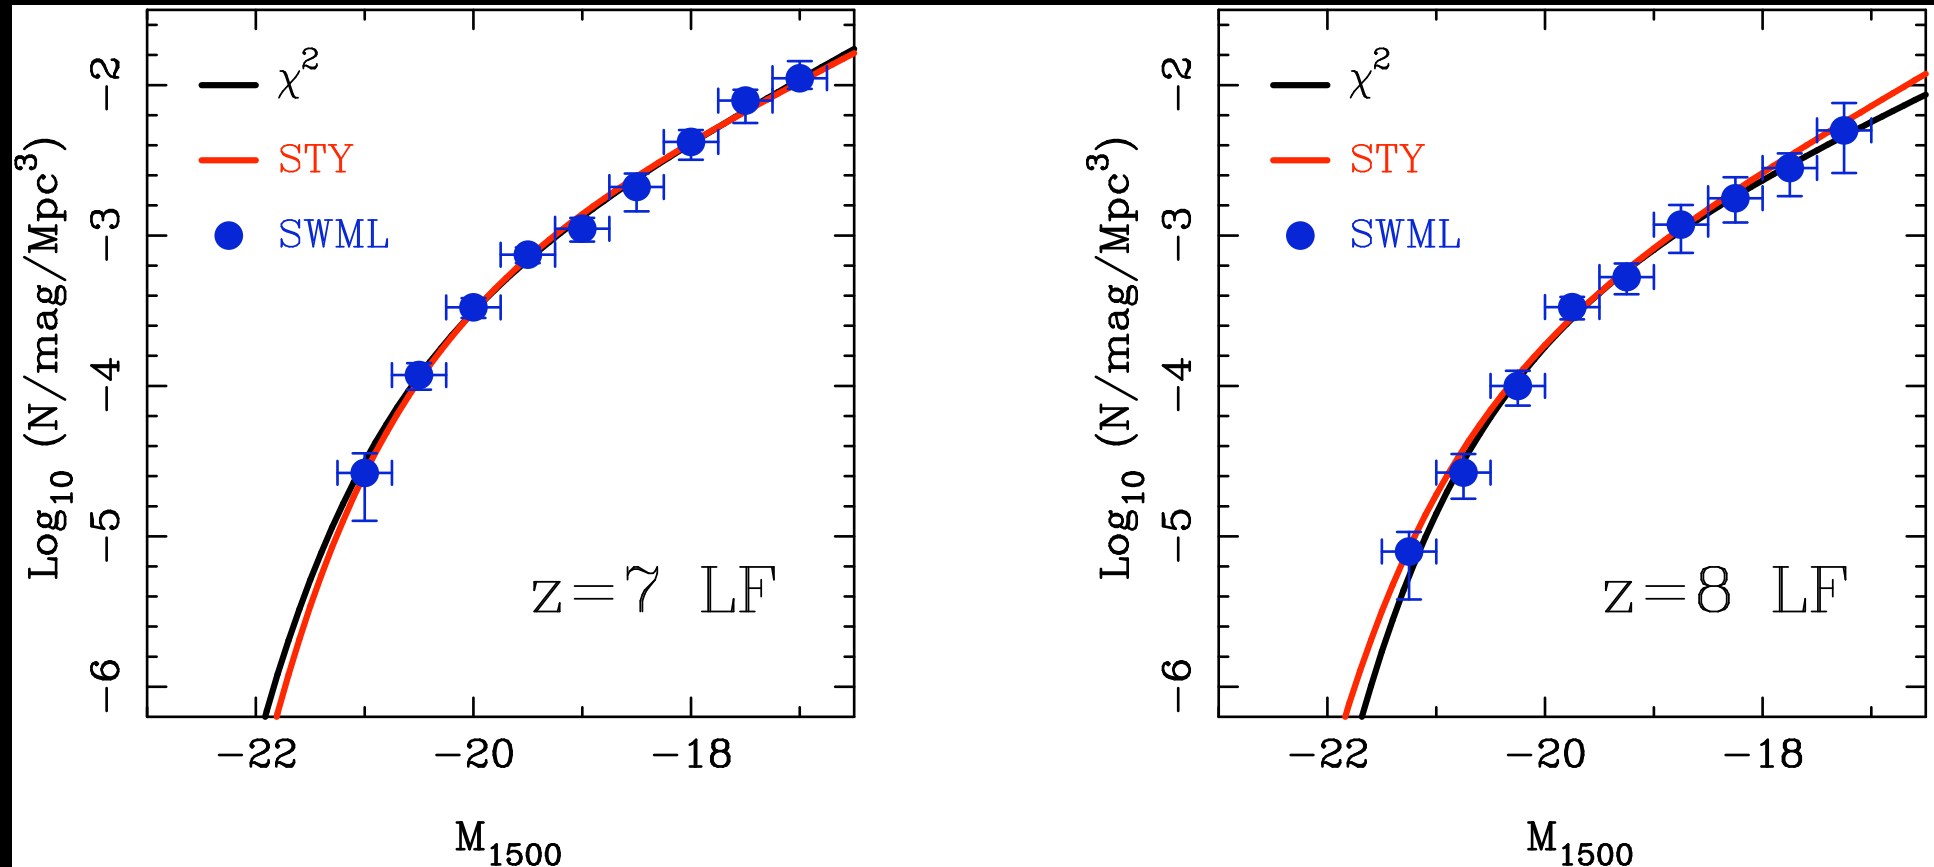 χ²
STY
SWML
z=7 LF
Log₁₀ (N/mag/Mpc³)
-2
-3
-4
-5
-6
-22 -20 -18
M₁₅₀₀
χ²
STY
SWML
z=8 LF
Log₁₀ (N/mag/Mpc³)
-2
-3
-4
-5
-6
-22 -20 -18
M₁₅₀₀